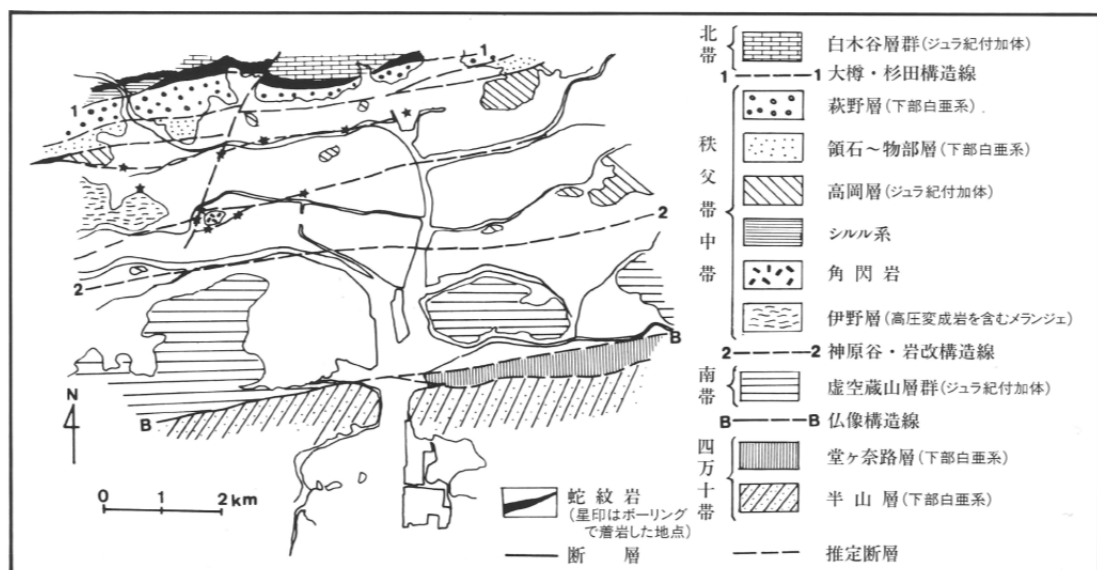 北帯
白木谷層群(ジュラ紀付加体)
1 1 大樽・杉田構造線
秩父帯中帯
萩野層(下部白亜系)
領石〜物部層(下部白亜系)
高岡層(ジュラ紀付加体)
シルル系
角閃岩
伊野層(高圧変成岩を含むメランジェ)
2 2 神原谷・岩改構造線
南帯
虚空蔵山層群(ジュラ紀付加体)
B B 仏像構造線
四万十帯
堂ヶ奈路層(下部白亜系)
半山層(下部白亜系)
推定断層
1
1
1
2
2
B
B
N
0 1 2 km
蛇紋岩
(星印はボーリング
で着岩した地点)
断層